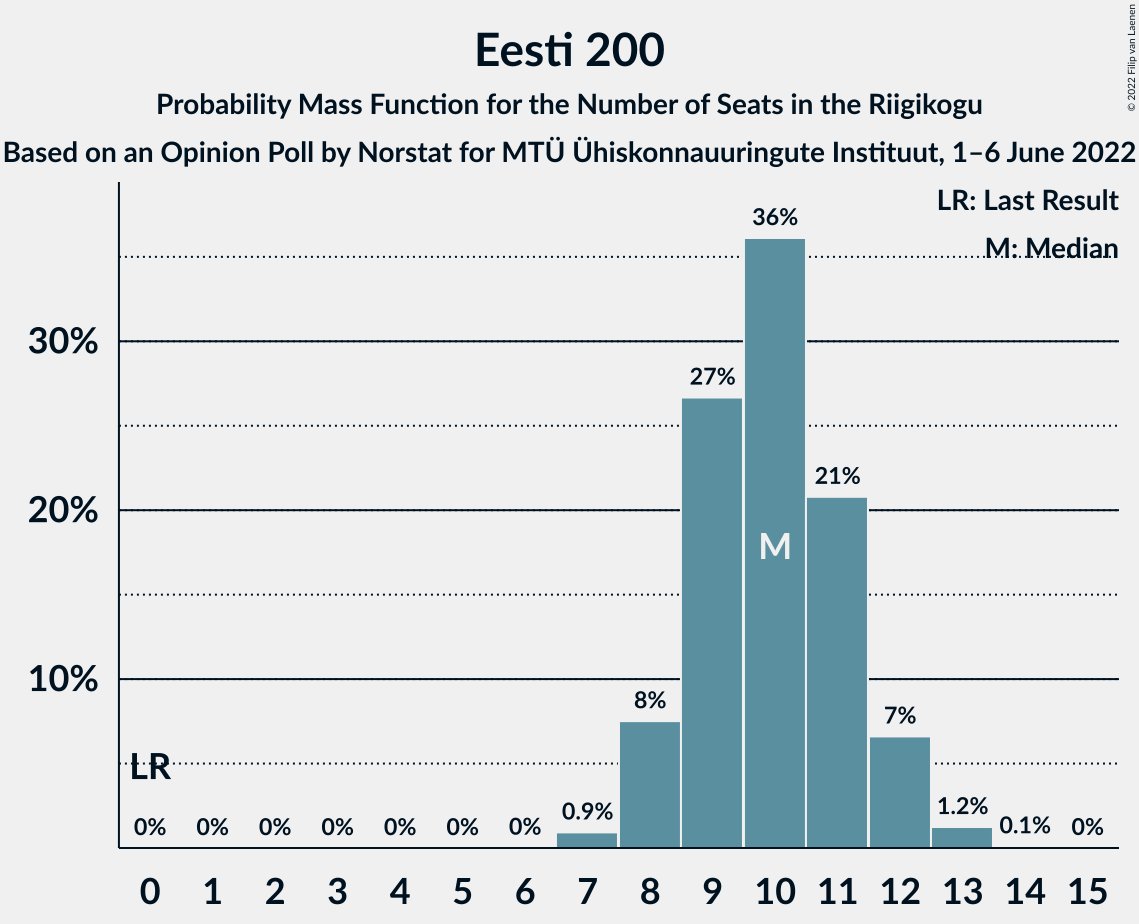 Eesti 200
Probability Mass Function for the Number of Seats in the Riigikogu
Based on an Opinion Poll by Norstat for MTÜ Ühiskonnauuringute Instituut, 1–6 June 2022
© 2022 Filip van Laenen
LR: Last Result
M: Median
30%
20%
10%
LR
0% 0% 0% 0% 0% 0% 0% 0.9% 8% 27% 36% 21% 7% 1.2% 0.1% 0%
M
0 1 2 3 4 5 6 7 8 9 10 11 12 13 14 15